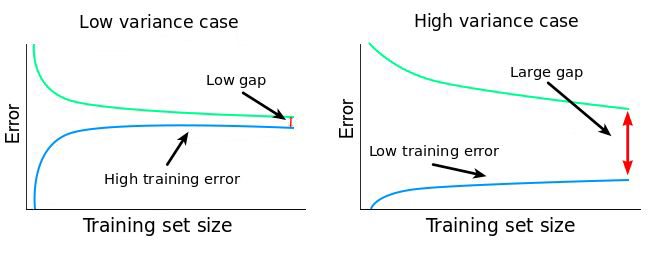 Low variance case
Low gap
High training error
Error
Training set size
High variance case
Large gap
Low training error
Error
Training set size